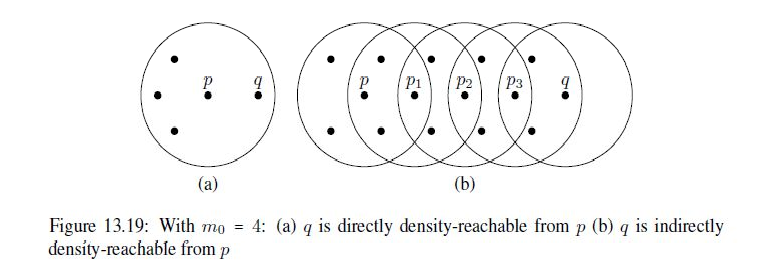 p q p p1 p2 p3 q
(a) (b)
Figure 13.19: With m0 = 4: (a) q is directly density-reachable from p (b) q is indirectly
density-reachable from p